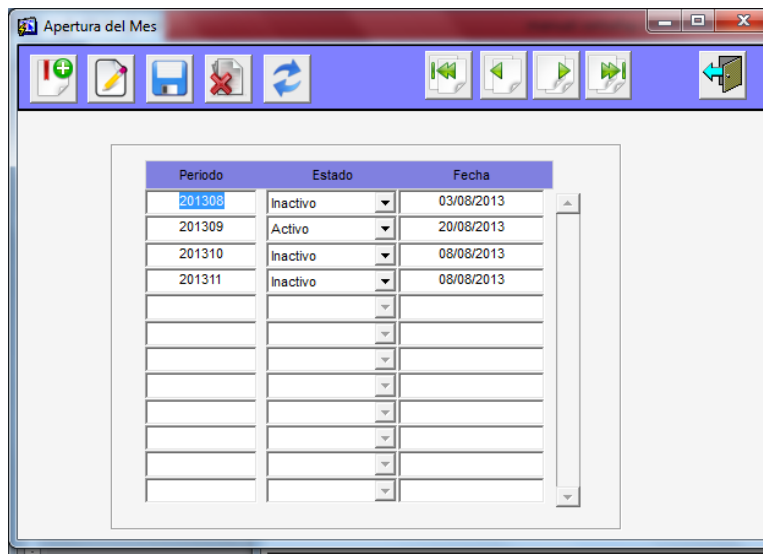 Apertura del Mes
Periodo Estado Fecha
201308 Inactivo 03/08/2013
201309 Activo 20/08/2013
201310 Inactivo 08/08/2013
201311 Inactivo 08/08/2013